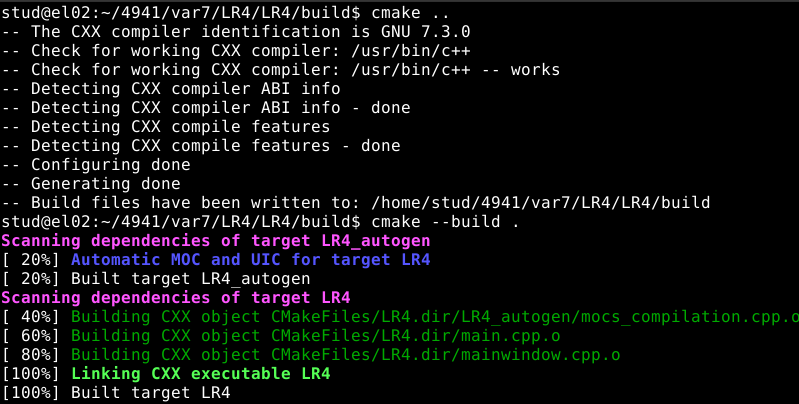 stud@el02:~/4941/var7/LR4/LR4/build$ cmake ..
-- The CXX compiler identification is GNU 7.3.0
-- Check for working CXX compiler: /usr/bin/c++
-- Check for working CXX compiler: /usr/bin/c++ -- works
-- Detecting CXX compiler ABI info
-- Detecting CXX compiler ABI info - done
-- Detecting CXX compile features
-- Detecting CXX compile features - done
-- Configuring done
-- Generating done
-- Build files have been written to: /home/stud/4941/var7/LR4/LR4/build
stud@el02:~/4941/var7/LR4/LR4/build$ cmake --build .
Scanning dependencies of target LR4_autogen
[ 20%] Automatic MOC and UIC for target LR4
[ 20%] Built target LR4_autogen
Scanning dependencies of target LR4
[ 40%] Building CXX object CMakeFiles/LR4.dir/LR4_autogen/mocs_compilation.cpp.o
[ 60%] Building CXX object CMakeFiles/LR4.dir/main.cpp.o
[ 80%] Building CXX object CMakeFiles/LR4.dir/mainwindow.cpp.o
[100%] Linking CXX executable LR4
[100%] Built target LR4